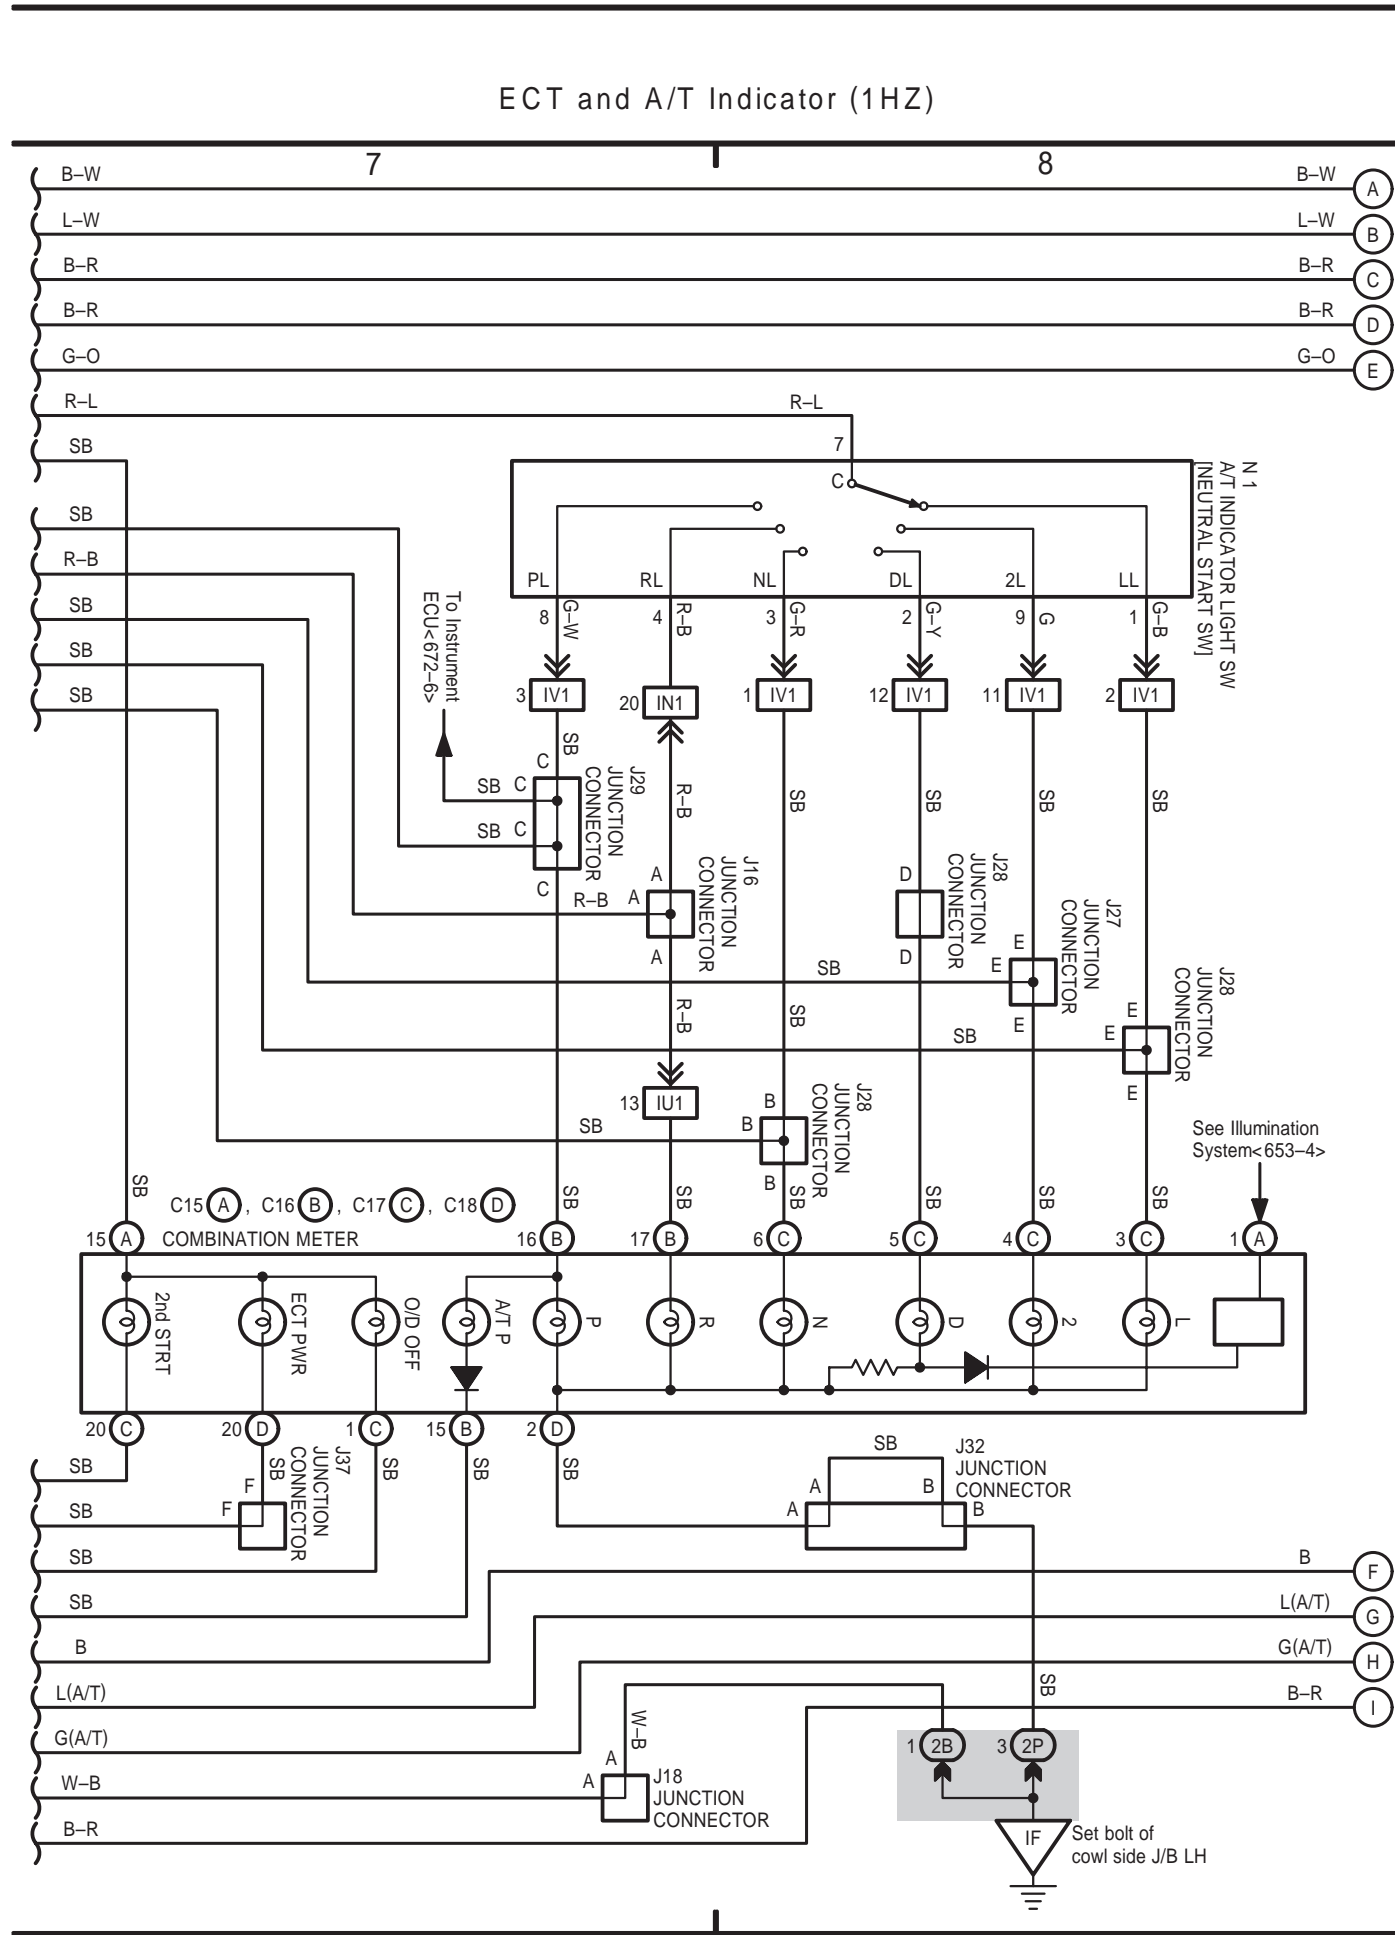 ECT and A/T Indicator (1HZ)
7 8
B–W B–W A
L–W L–W B
B–R B–R C
B–R B–R D
G–O G–O E
R–L R–L
7
SB
C
N 1
A/T INDICATOR LIGHT SW
[NEUTRAL START SW]
SB
R–B
SB
SB
SB
PL RL NL DL 2L LL
8 G–W 4 R–B 3 G–R 2 G–Y 9 G 1 G–B
To Instrument
ECU<672–6>
3 IV1 20 IN1 1 IV1 12 IV1 11 IV1 2 IV1
SB R–B SB SB SB SB
C
SB C
SB C
C
J29
JUNCTION
CONNECTOR
A
R–B A
A
J16
JUNCTION
CONNECTOR
D
D
J28
JUNCTION
CONNECTOR
E
SB E
E
J27
JUNCTION
CONNECTOR
R–B SB
E
SB E
E
J28
JUNCTION
CONNECTOR
13 IU1
B
SB B
B
J28
JUNCTION
CONNECTOR
See Illumination
System<653–4>
SB SB SB SB SB SB SB
C15 A , C16 B , C17 C , C18 D
15 A COMBINATION METER 16 B 17 B 6 C 5 C 4 C 3 C 1 A
2nd STRT ECT PWR O/D OFF A/T P P R N D 2 L
20 C 20 D 1 C 15 B 2 D
SB SB SB SB SB
F
SB F
J37
JUNCTION
CONNECTOR
SB
A B
A B
J32
JUNCTION
CONNECTOR
SB B F
SB L(A/T) G
B G(A/T) H
L(A/T) SB B–R I
G(A/T)
W–B
A
W–B A
J18
JUNCTION
CONNECTOR
1 2B 3 2P
B–R
IF
Set bolt of
cowl side J/B LH